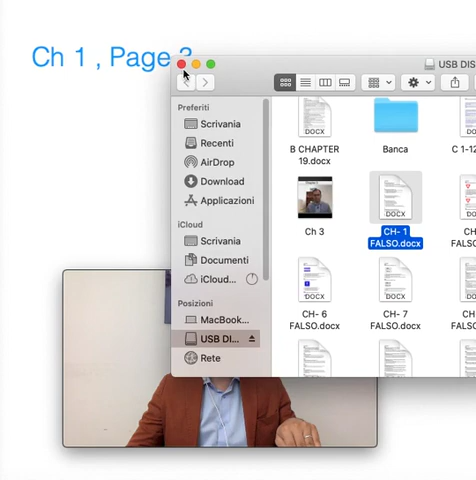 Ch 1 , Page
USB DIS
Preferiti
Scrivania
Recenti
AirDrop
Download
Applicazioni
iCloud
Scrivania
Documenti
iCloud...
Posizioni
MacBook...
USB DI...
Rete
B CHAPTER
19.docx
Banca
C 1-12
Ch 3
CH- 1
FALSO.docx
CH
FALSO
CH- 6
FALSO.docx
CH- 7
FALSO.docx
CH
FALSO
DOCX
DOCX
DOCX
DOCX